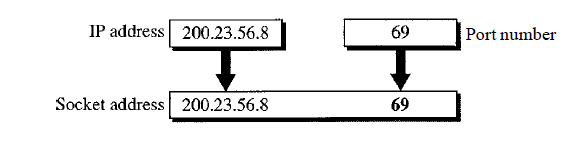 IP address 200.23.56.8 69 Port number
Socket address 200.23.56.8 69